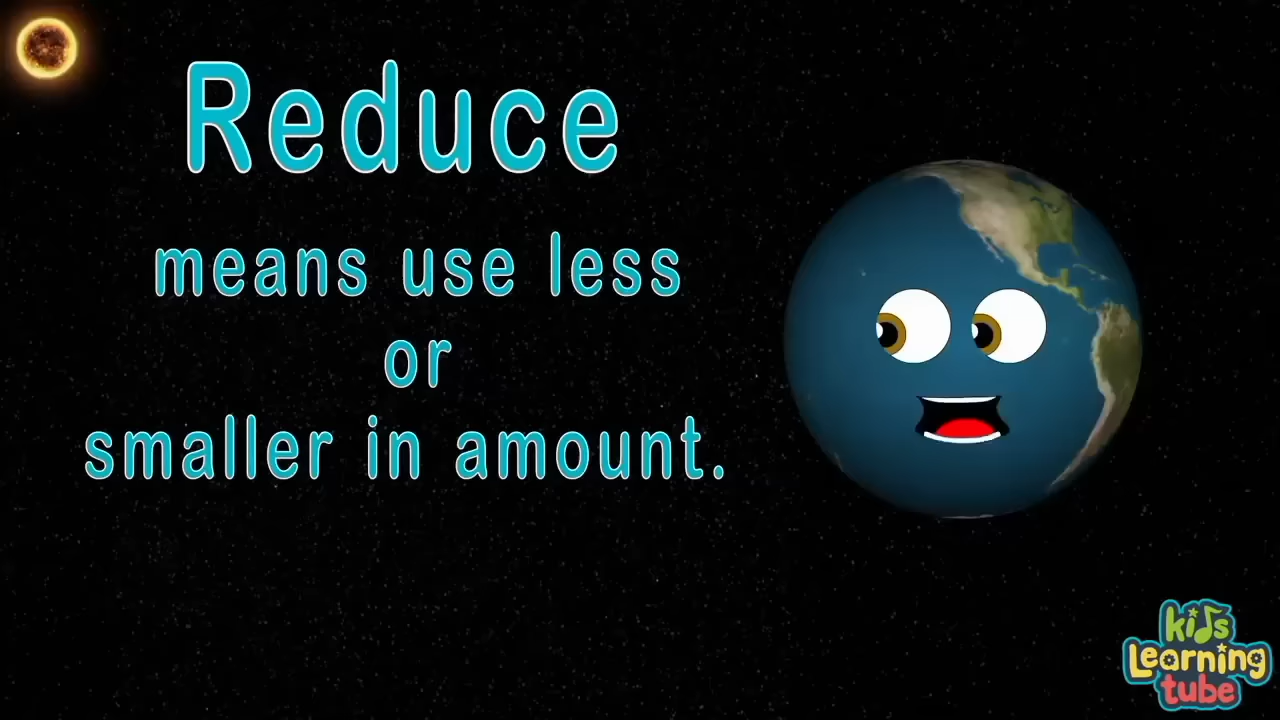 Reduce
means use less
or
smaller in amount.
kids
Learning
tube